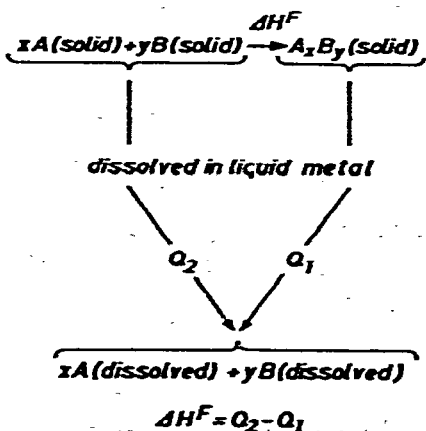 ΔH^F
xA(solid)+yB(solid) → A_xB_y(solid)
dissolved in liquid metal
Q_2 Q_1
xA(dissolved) + yB(dissolved)
ΔH^F = Q_2 - Q_1